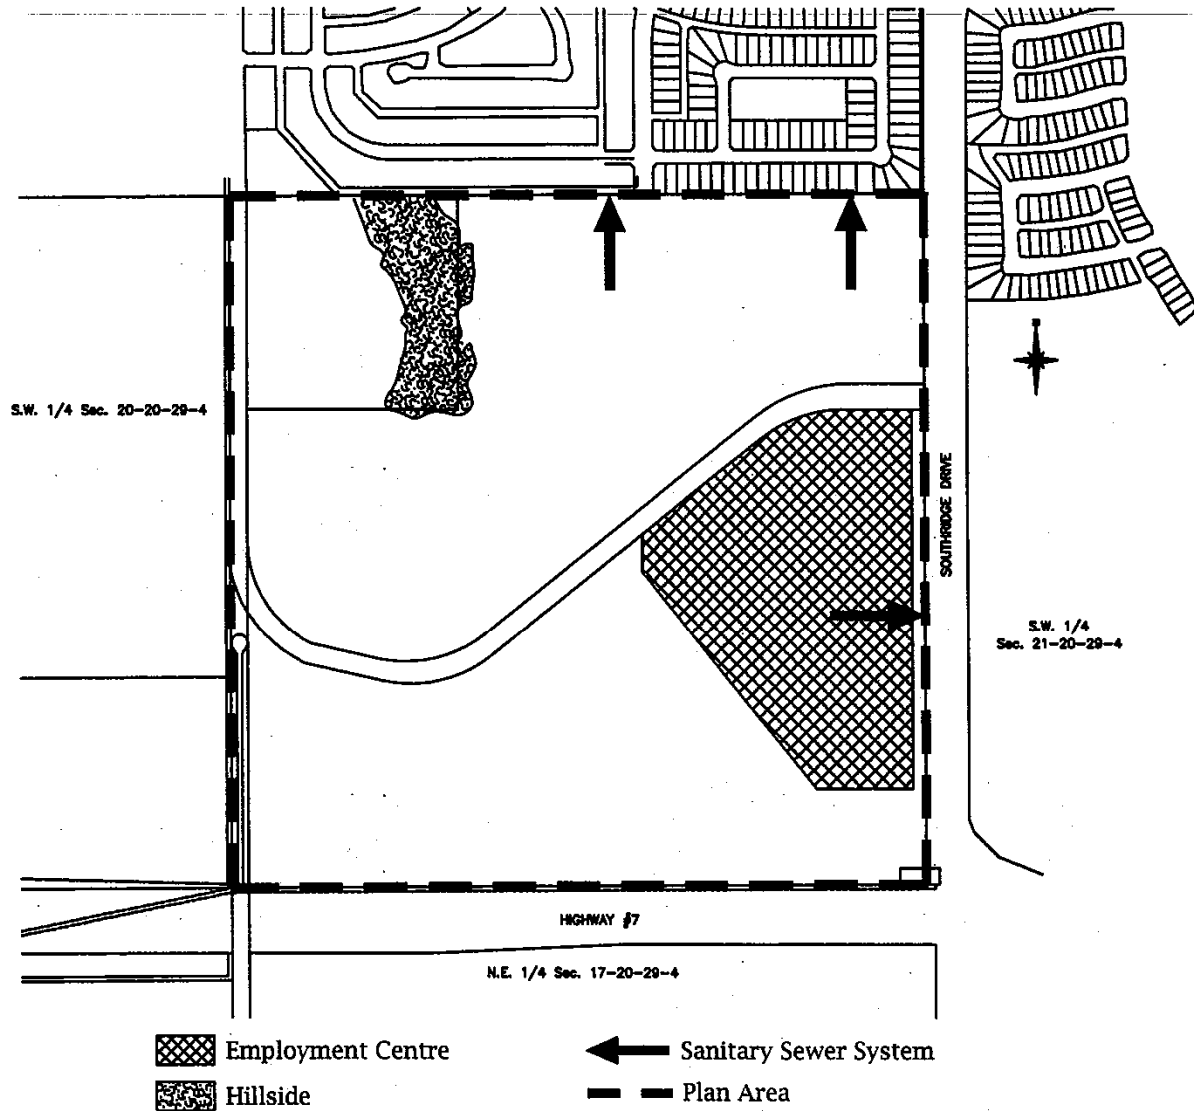 S.W. 1/4 Sec. 20-20-29-4
SOUTHRIDGE DRIVE
S.W. 1/4
Sec. 21-20-29-4
HIGHWAY #7
N.E. 1/4 Sec. 17-20-29-4
Employment Centre
Sanitary Sewer System
Hillside
Plan Area